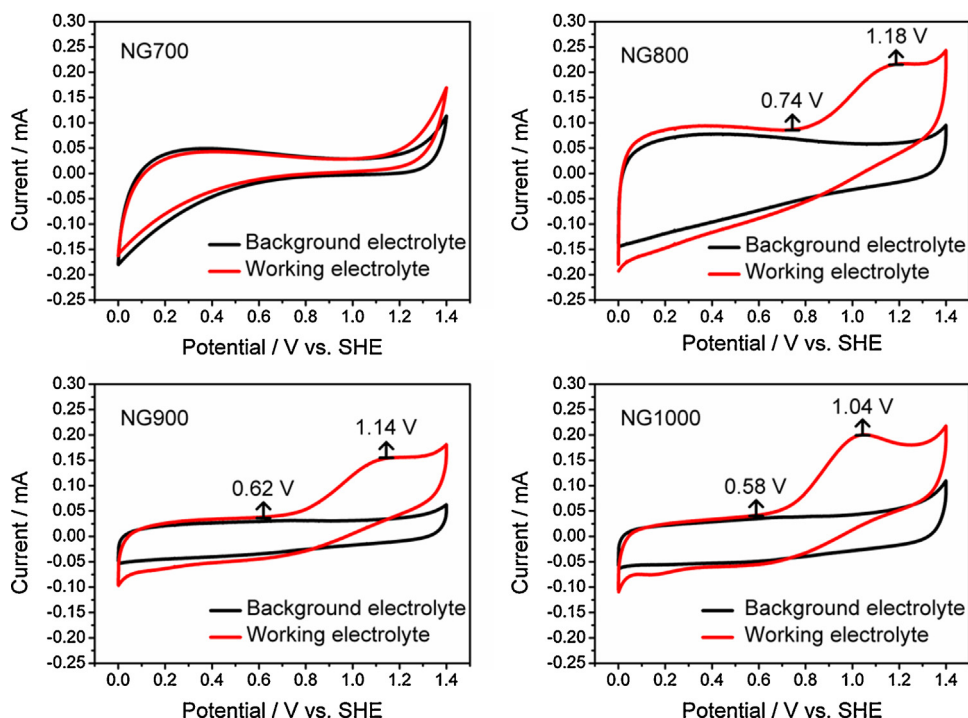 NG700
Current / mA
0.30
0.25
0.20
0.15
0.10
0.05
0.00
-0.05
-0.10
-0.15
-0.20
-0.25
Background electrolyte
Working electrolyte
0.0 0.2 0.4 0.6 0.8 1.0 1.2 1.4
Potential / V vs. SHE
NG800
1.18 V
0.74 V
Current / mA
0.30
0.25
0.20
0.15
0.10
0.05
0.00
-0.05
-0.10
-0.15
-0.20
-0.25
Background electrolyte
Working electrolyte
0.0 0.2 0.4 0.6 0.8 1.0 1.2 1.4
Potential / V vs. SHE
NG900
1.14 V
0.62 V
Current / mA
0.30
0.25
0.20
0.15
0.10
0.05
0.00
-0.05
-0.10
-0.15
-0.20
-0.25
Background electrolyte
Working electrolyte
0.0 0.2 0.4 0.6 0.8 1.0 1.2 1.4
Potential / V vs. SHE
NG1000
1.04 V
0.58 V
Current / mA
0.30
0.25
0.20
0.15
0.10
0.05
0.00
-0.05
-0.10
-0.15
-0.20
-0.25
Background electrolyte
Working electrolyte
0.0 0.2 0.4 0.6 0.8 1.0 1.2 1.4
Potential / V vs. SHE